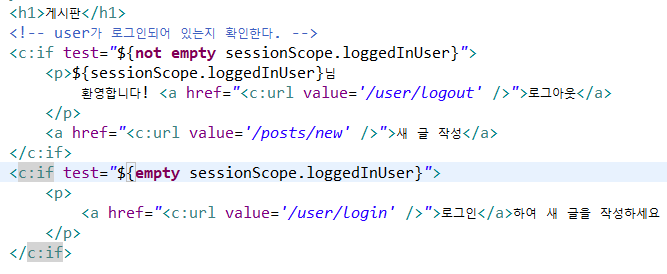 <h1>게시판</h1>
<!-- user가 로그인되어 있는지 확인한다. -->
<c:if test="${not empty sessionScope.loggedInUser}">
<p>${sessionScope.loggedInUser}님
환영합니다! <a href="<c:url value='/user/logout' />">로그아웃</a>
</p>
<a href="<c:url value='/posts/new' />">새 글 작성</a>
</c:if>
<c:if test="${empty sessionScope.loggedInUser}">
<p>
<a href="<c:url value='/user/login' />">로그인</a>하여 새 글을 작성하세요
</p>
</c:if>